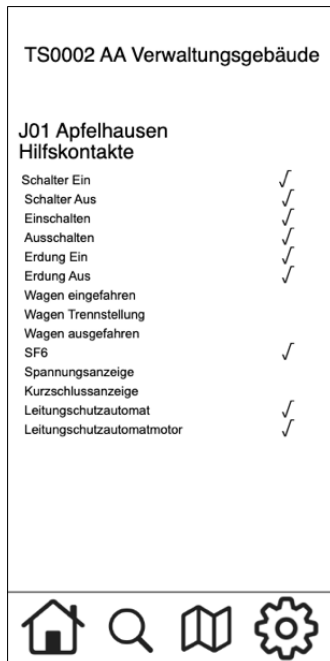 TS0002 AA Verwaltungsgebäude
J01 Apfelhausen
Hilfskontakte
Schalter Ein √
Schalter Aus √
Einschalten √
Ausschalten √
Erdung Ein √
Erdung Aus √
Wagen eingefahren
Wagen Trennstellung
Wagen ausgefahren
SF6 √
Spannungsanzeige
Kurzschlussanzeige
Leitungschutzautomat √
Leitungschutzautomatmotor √